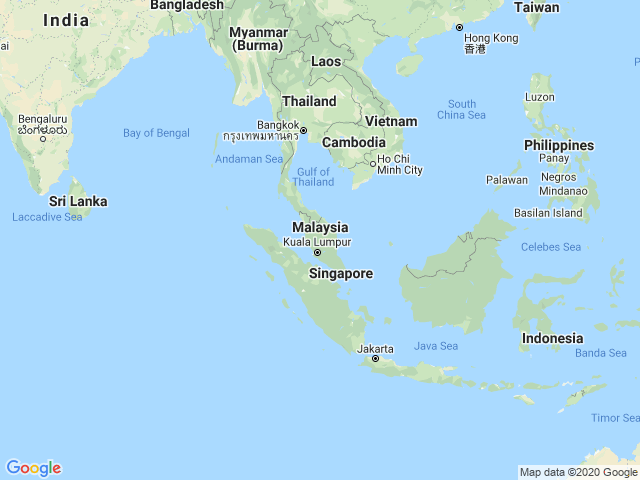 Taiwan
Bangladesh
India
Myanmar
(Burma)
Hong Kong
香港
Laos
Thailand
Luzon
South
China Sea
Bengaluru
ಬೆಂಗಳೂರು
Vietnam
Bay of Bengal
Bangkok
กรุงเทพมหานคร
Cambodia
Philippines
Panay
Andaman Sea
Ho Chi
Minh City
Gulf of
Thailand
Negros
Palawan
Mindanao
Sri Lanka
Laccadive Sea
Basilan Island
Malaysia
Kuala Lumpur
Celebes Sea
Singapore
Indonesia
Java Sea
Jakarta
Banda Sea
Timor Sea
Google
Map data ©2020 Google